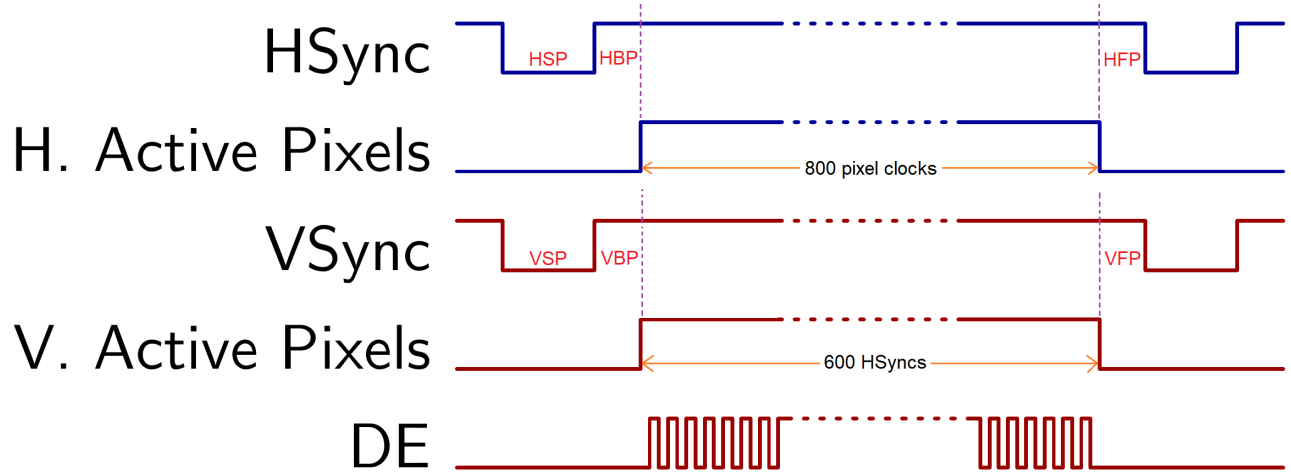 HSync
HSP
HBP
HFP
H. Active Pixels
800 pixel clocks
VSync
VSP
VBP
VFP
V. Active Pixels
600 HSyncs
DE